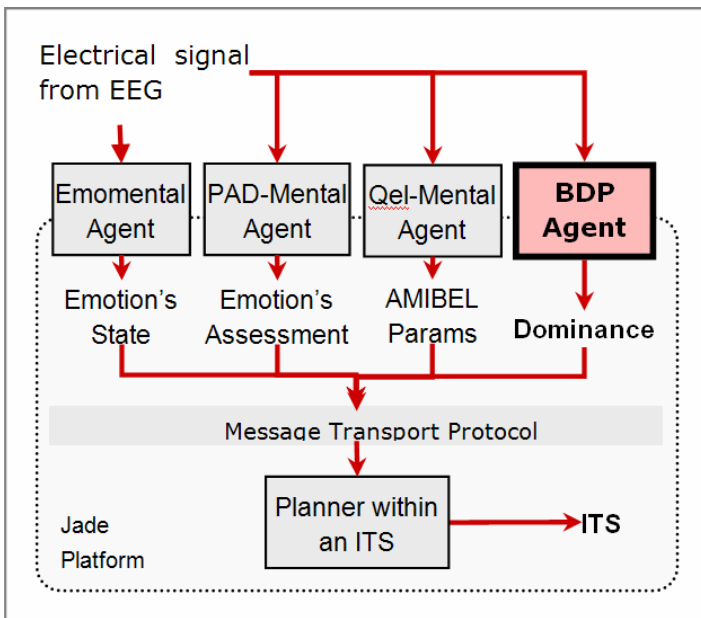 Electrical signal
from EEG
Emomental
Agent
PAD-Mental
Agent
Qel-Mental
Agent
BDP
Agent
Emotion's
State
Emotion's
Assessment
AMIBEL
Params
Dominance
Message Transport Protocol
Planner within
an ITS
ITS
Jade
Platform